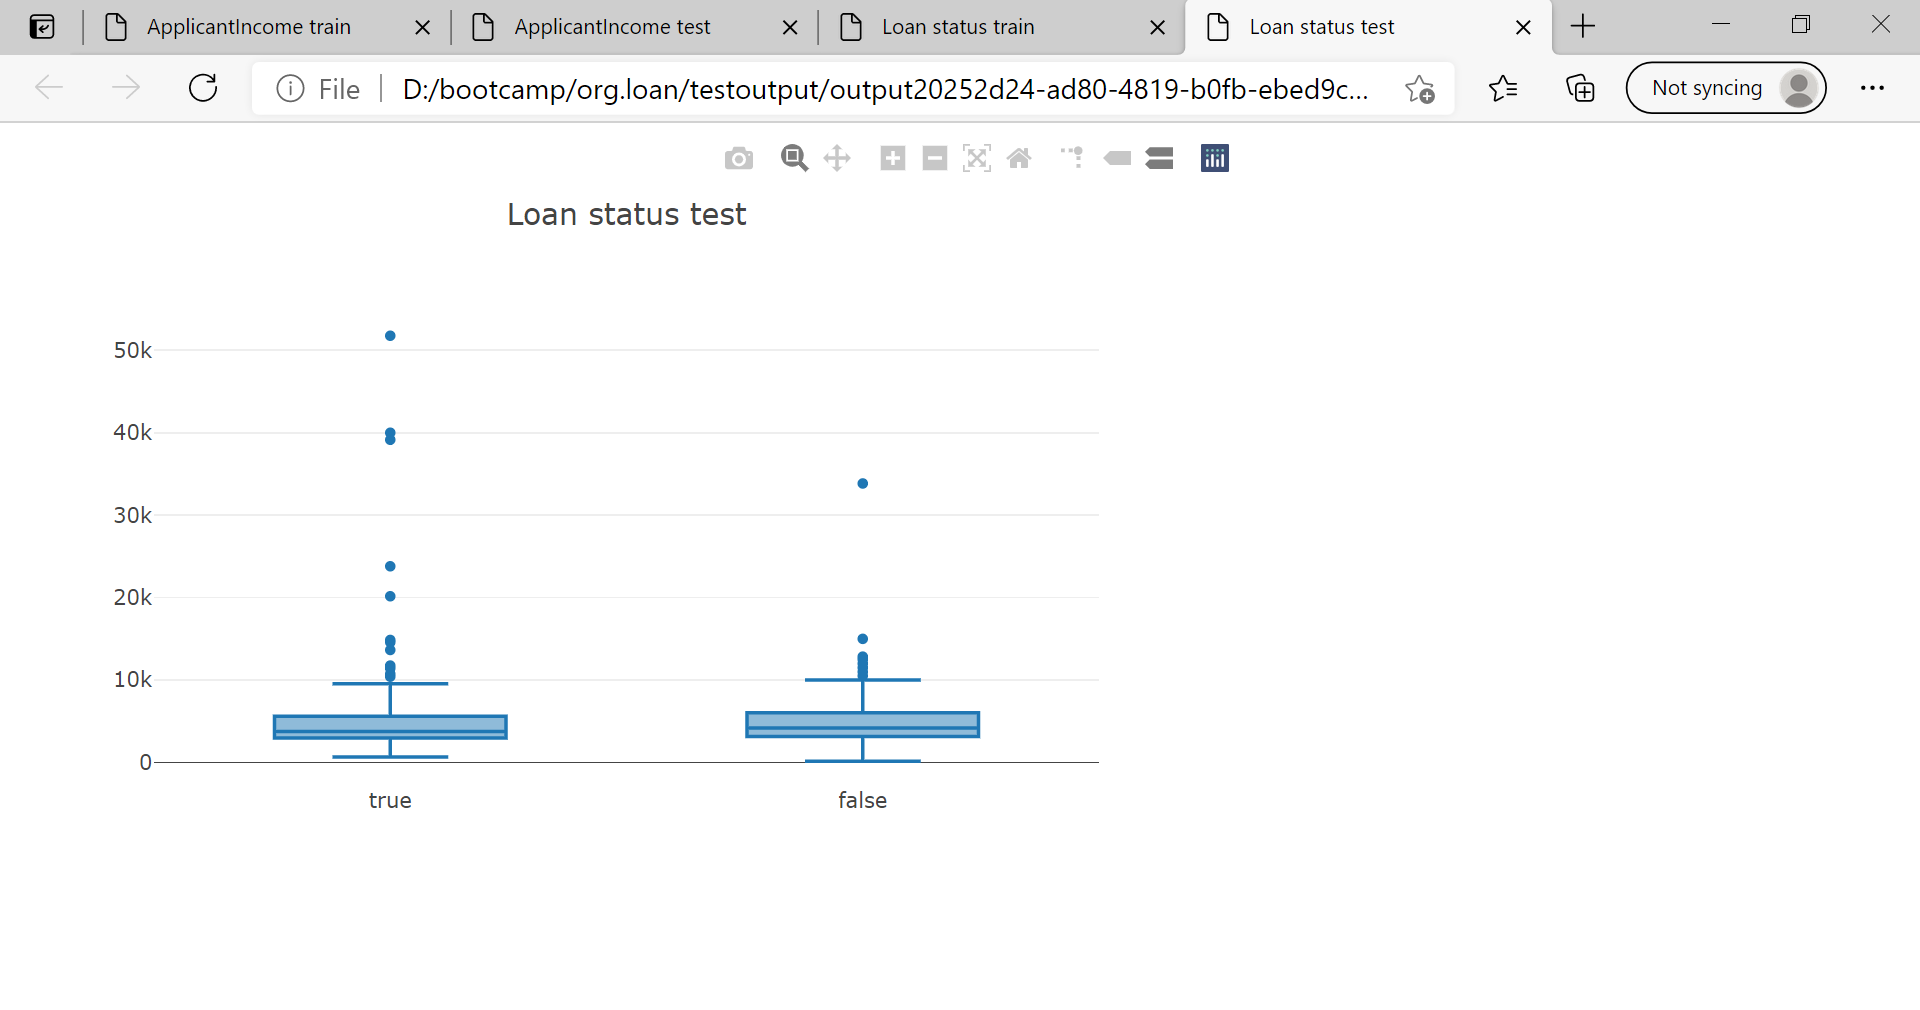 ApplicantIncome train
ApplicantIncome test
Loan status train
Loan status test
File
D:/bootcamp/org.loan/testoutput/output20252d24-ad80-4819-b0fb-ebed9c...
Not syncing
Loan status test
50k
40k
30k
20k
10k
0
true
false